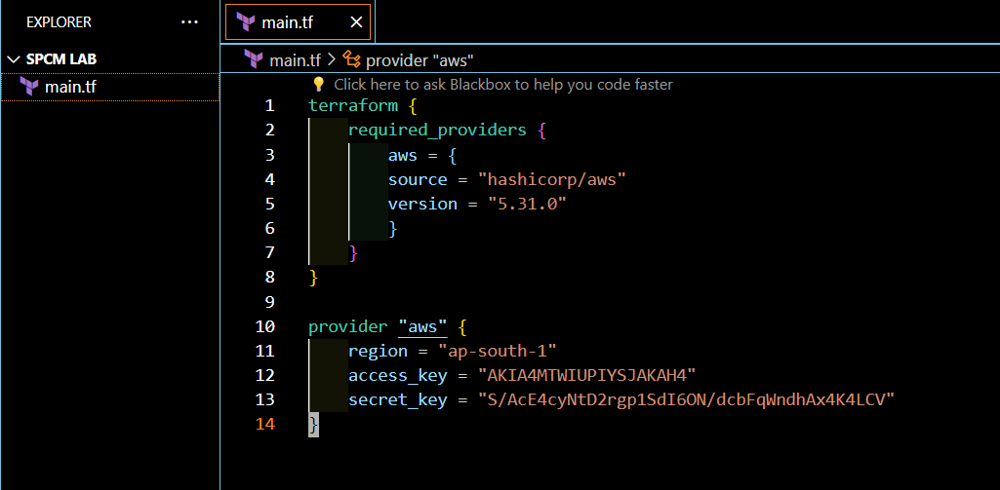 EXPLORER
...
main.tf
SPCM LAB
main.tf
main.tf > provider "aws"
Click here to ask Blackbox to help you code faster
1 terraform {
2 required_providers {
3 aws = {
4 source = "hashicorp/aws"
5 version = "5.31.0"
6 }
7 }
8 }
9
10 provider "aws" {
11 region = "ap-south-1"
12 access_key = "AKIA4MTWIUPIYSJAKAH4"
13 secret_key = "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"
14 }